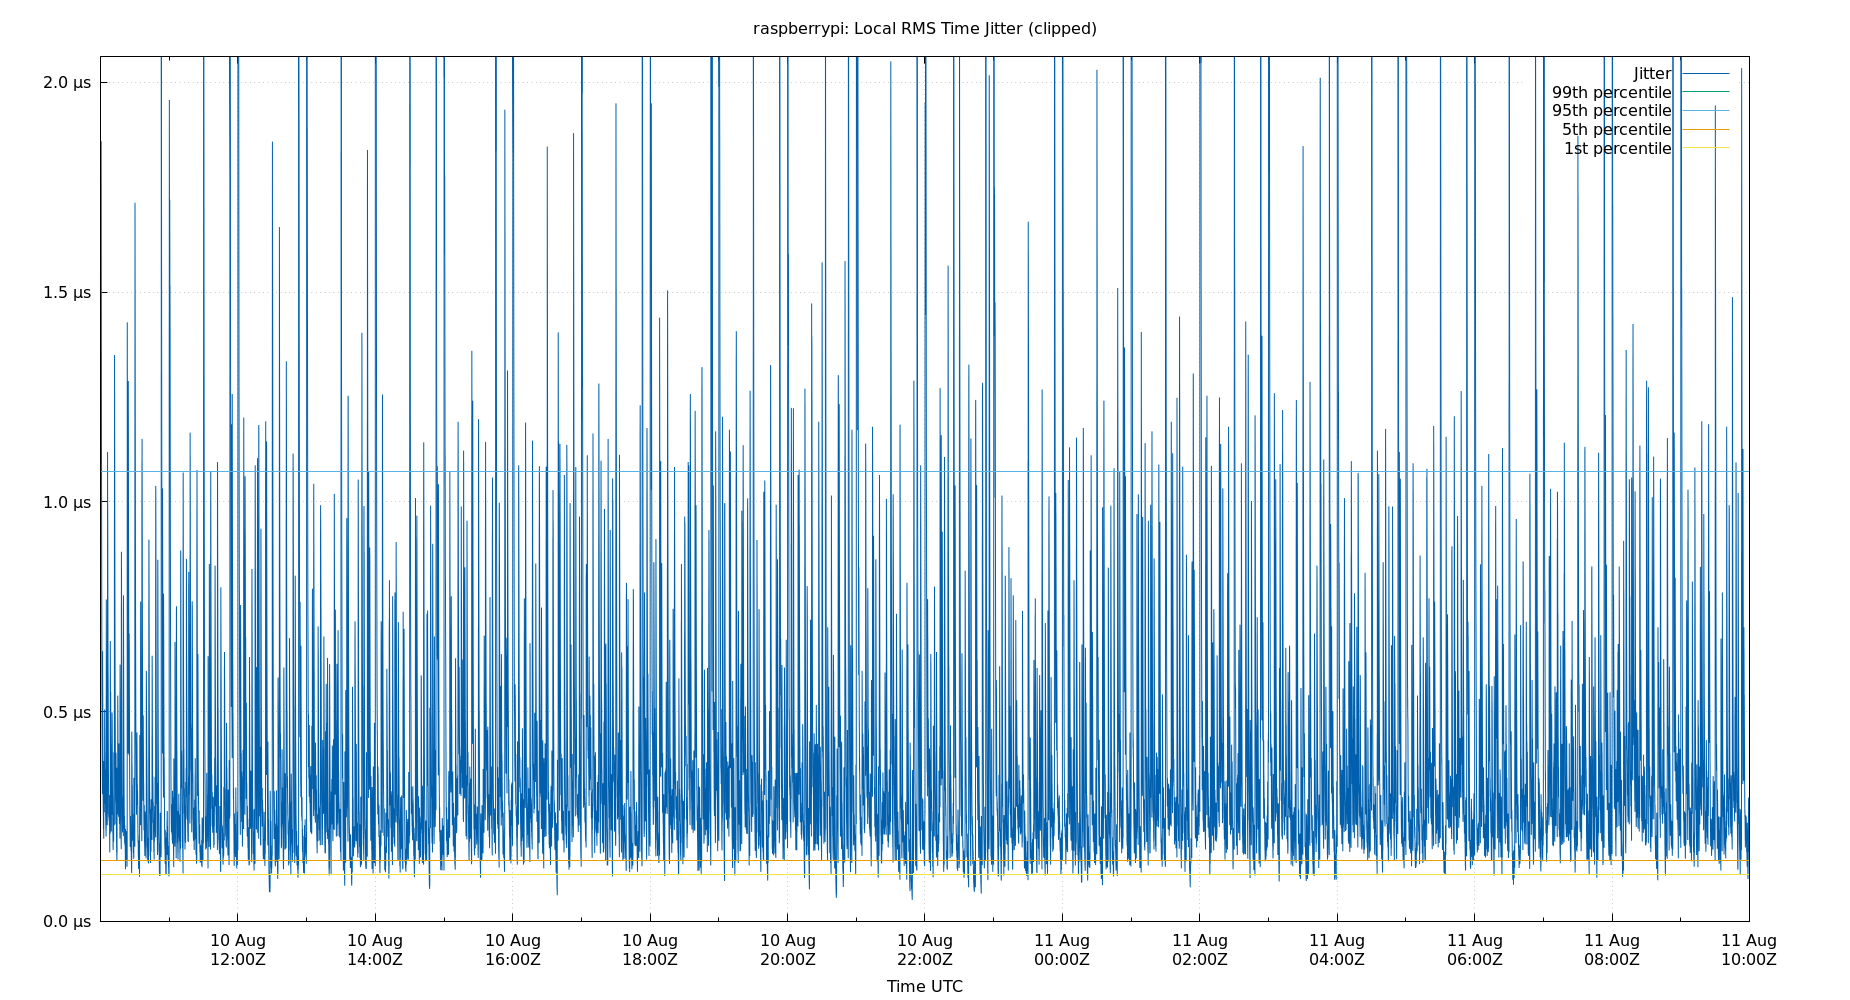 raspberrypi: Local RMS Time Jitter (clipped)
2.0 µs
1.5 µs
1.0 µs
0.5 µs
0.0 µs
Jitter
99th percentile
95th percentile
5th percentile
1st percentile
10 Aug 10 Aug 10 Aug 10 Aug 10 Aug 10 Aug 11 Aug 11 Aug 11 Aug 11 Aug 11 Aug 11 Aug
12:00Z 14:00Z 16:00Z 18:00Z 20:00Z 22:00Z 00:00Z 02:00Z 04:00Z 06:00Z 08:00Z 10:00Z
Time UTC